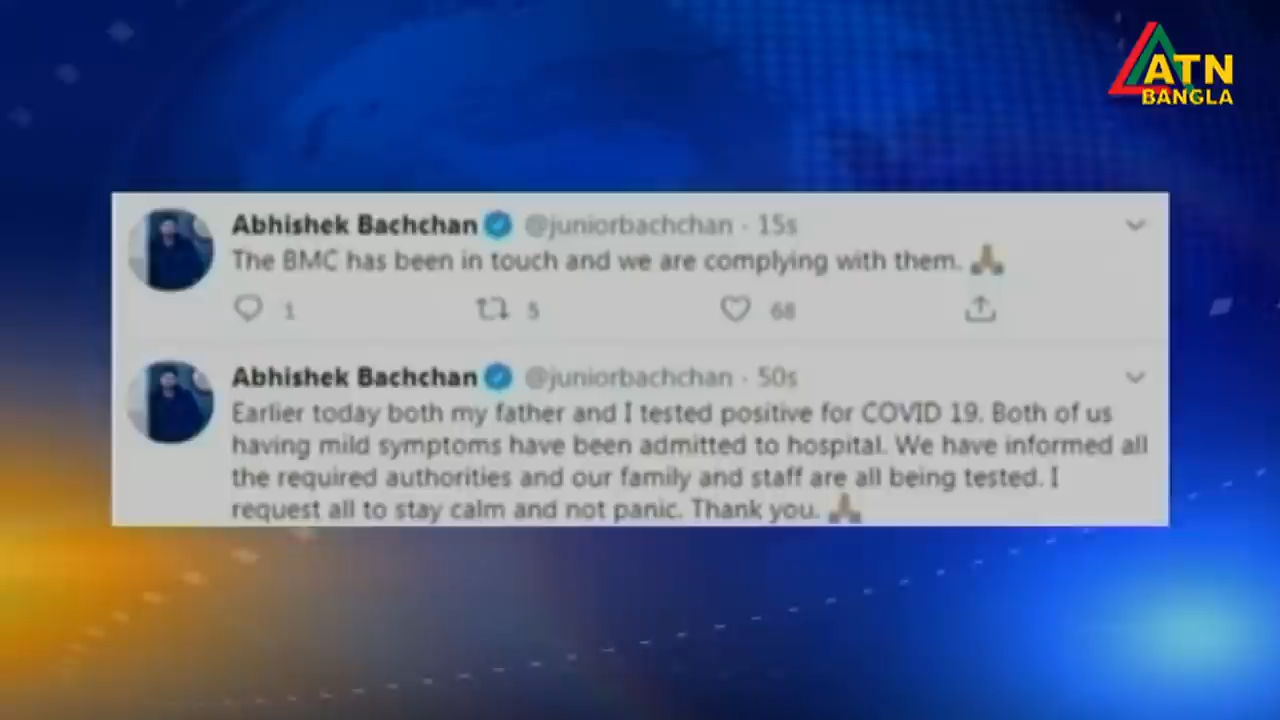 ATN
BANGLA
Abhishek Bachchan @juniorbachchan · 15s
The BMC has been in touch and we are complying with them. 🙏🏽
1 5 68
Abhishek Bachchan @juniorbachchan · 50s
Earlier today both my father and I tested positive for COVID 19. Both of us
having mild symptoms have been admitted to hospital. We have informed all
the required authorities and our family and staff are all being tested. I
request all to stay calm and not panic. Thank you. 🙏🏽